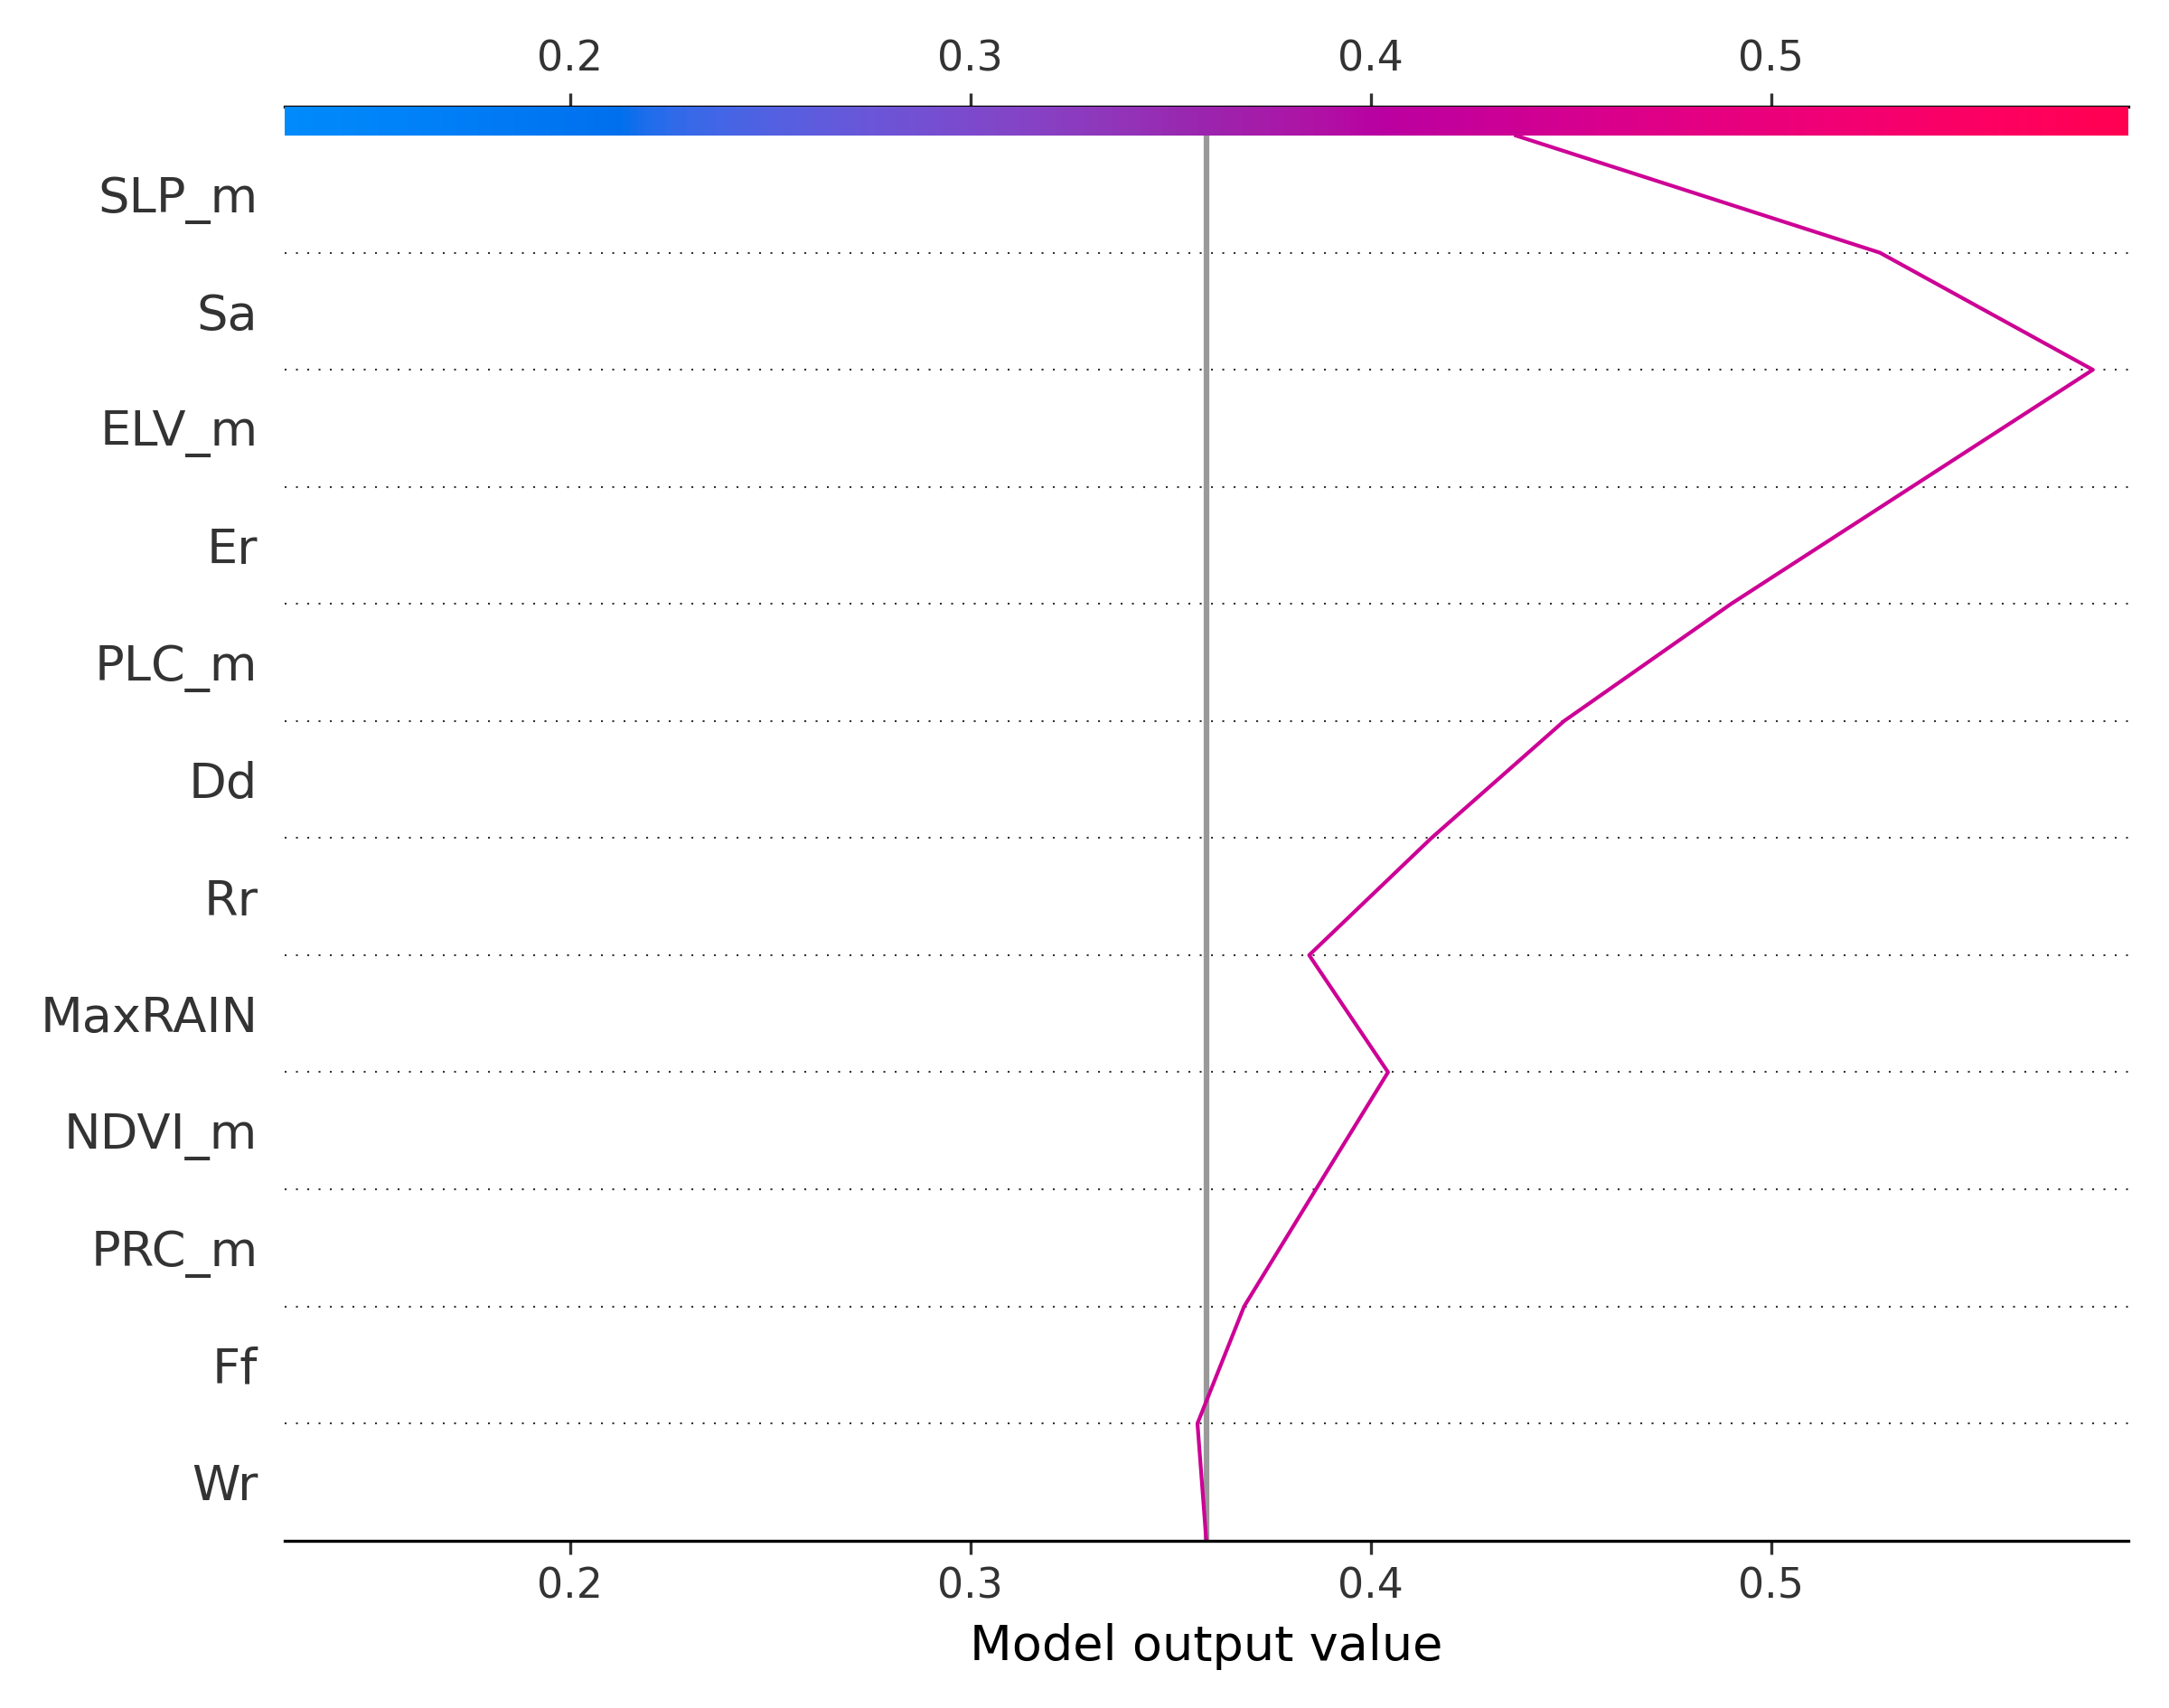 0.2 0.3 0.4 0.5
SLP_m
Sa
ELV_m
Er
PLC_m
Dd
Rr
MaxRAIN
NDVI_m
PRC_m
Ff
Wr
0.2 0.3 0.4 0.5
Model output value